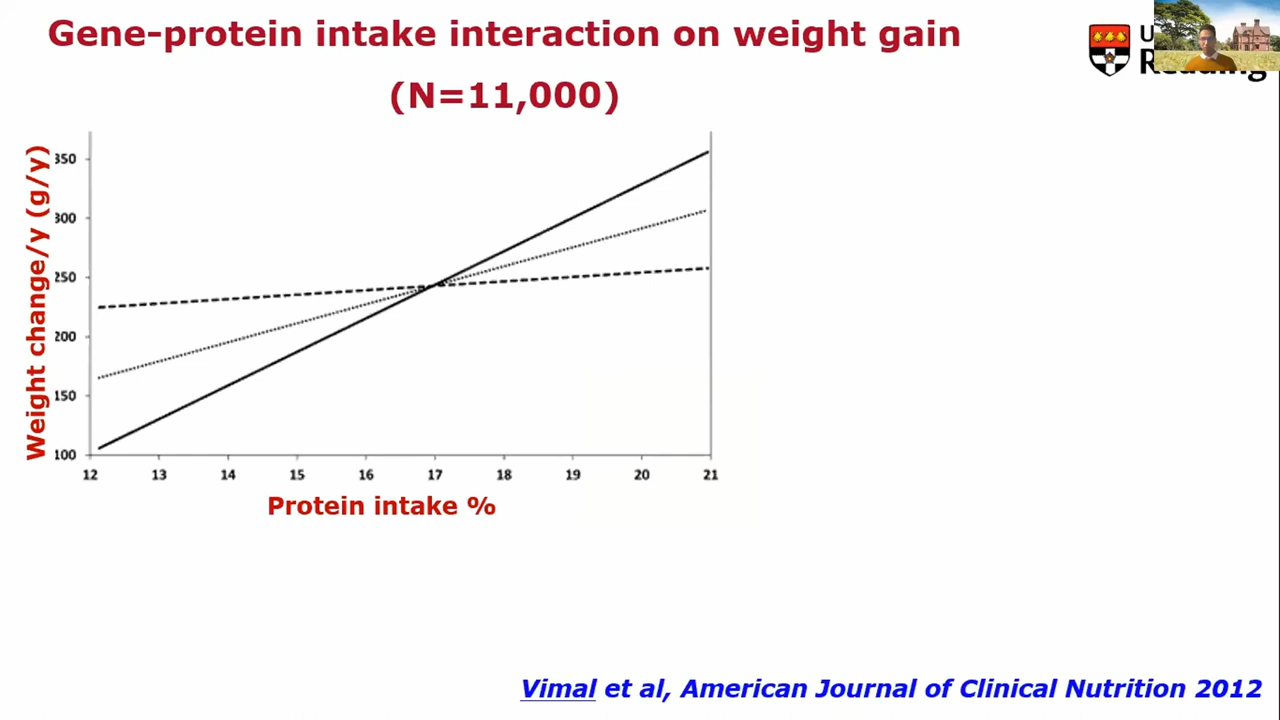 Gene-protein intake interaction on weight gain
(N=11,000)
U
Reading
Weight change/y (g/y)
350
300
250
200
150
100
12 13 14 15 16 17 18 19 20 21
Protein intake %
Vimal et al, American Journal of Clinical Nutrition 2012